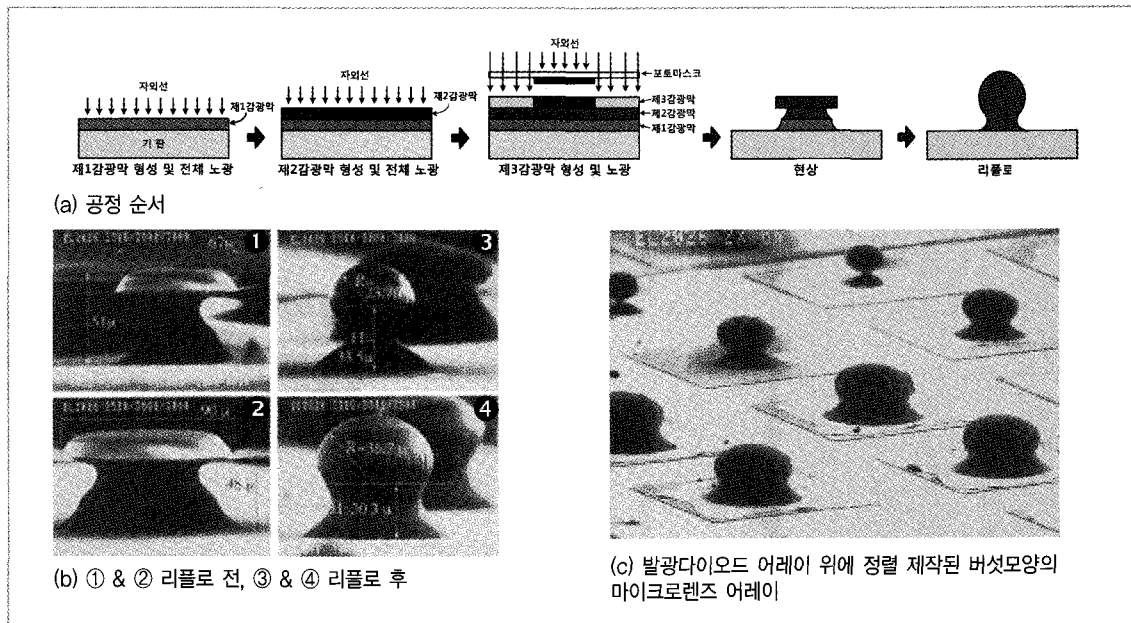 자외선
제1감광막
기 판
제1감광막 형성 및 전체 노광
자외선
제2감광막
제2감광막 형성 및 전체 노광
자외선
포토마스크
제3감광막
제2감광막
제1감광막
제3감광막 형성 및 노광
현상
리플로
(a) 공정 순서
1
3
2
4
(b) ① & ② 리플로 전, ③ & ④ 리플로 후
(c) 발광다이오드 어레이 위에 정렬 제작된 버섯모양의
마이크로렌즈 어레이